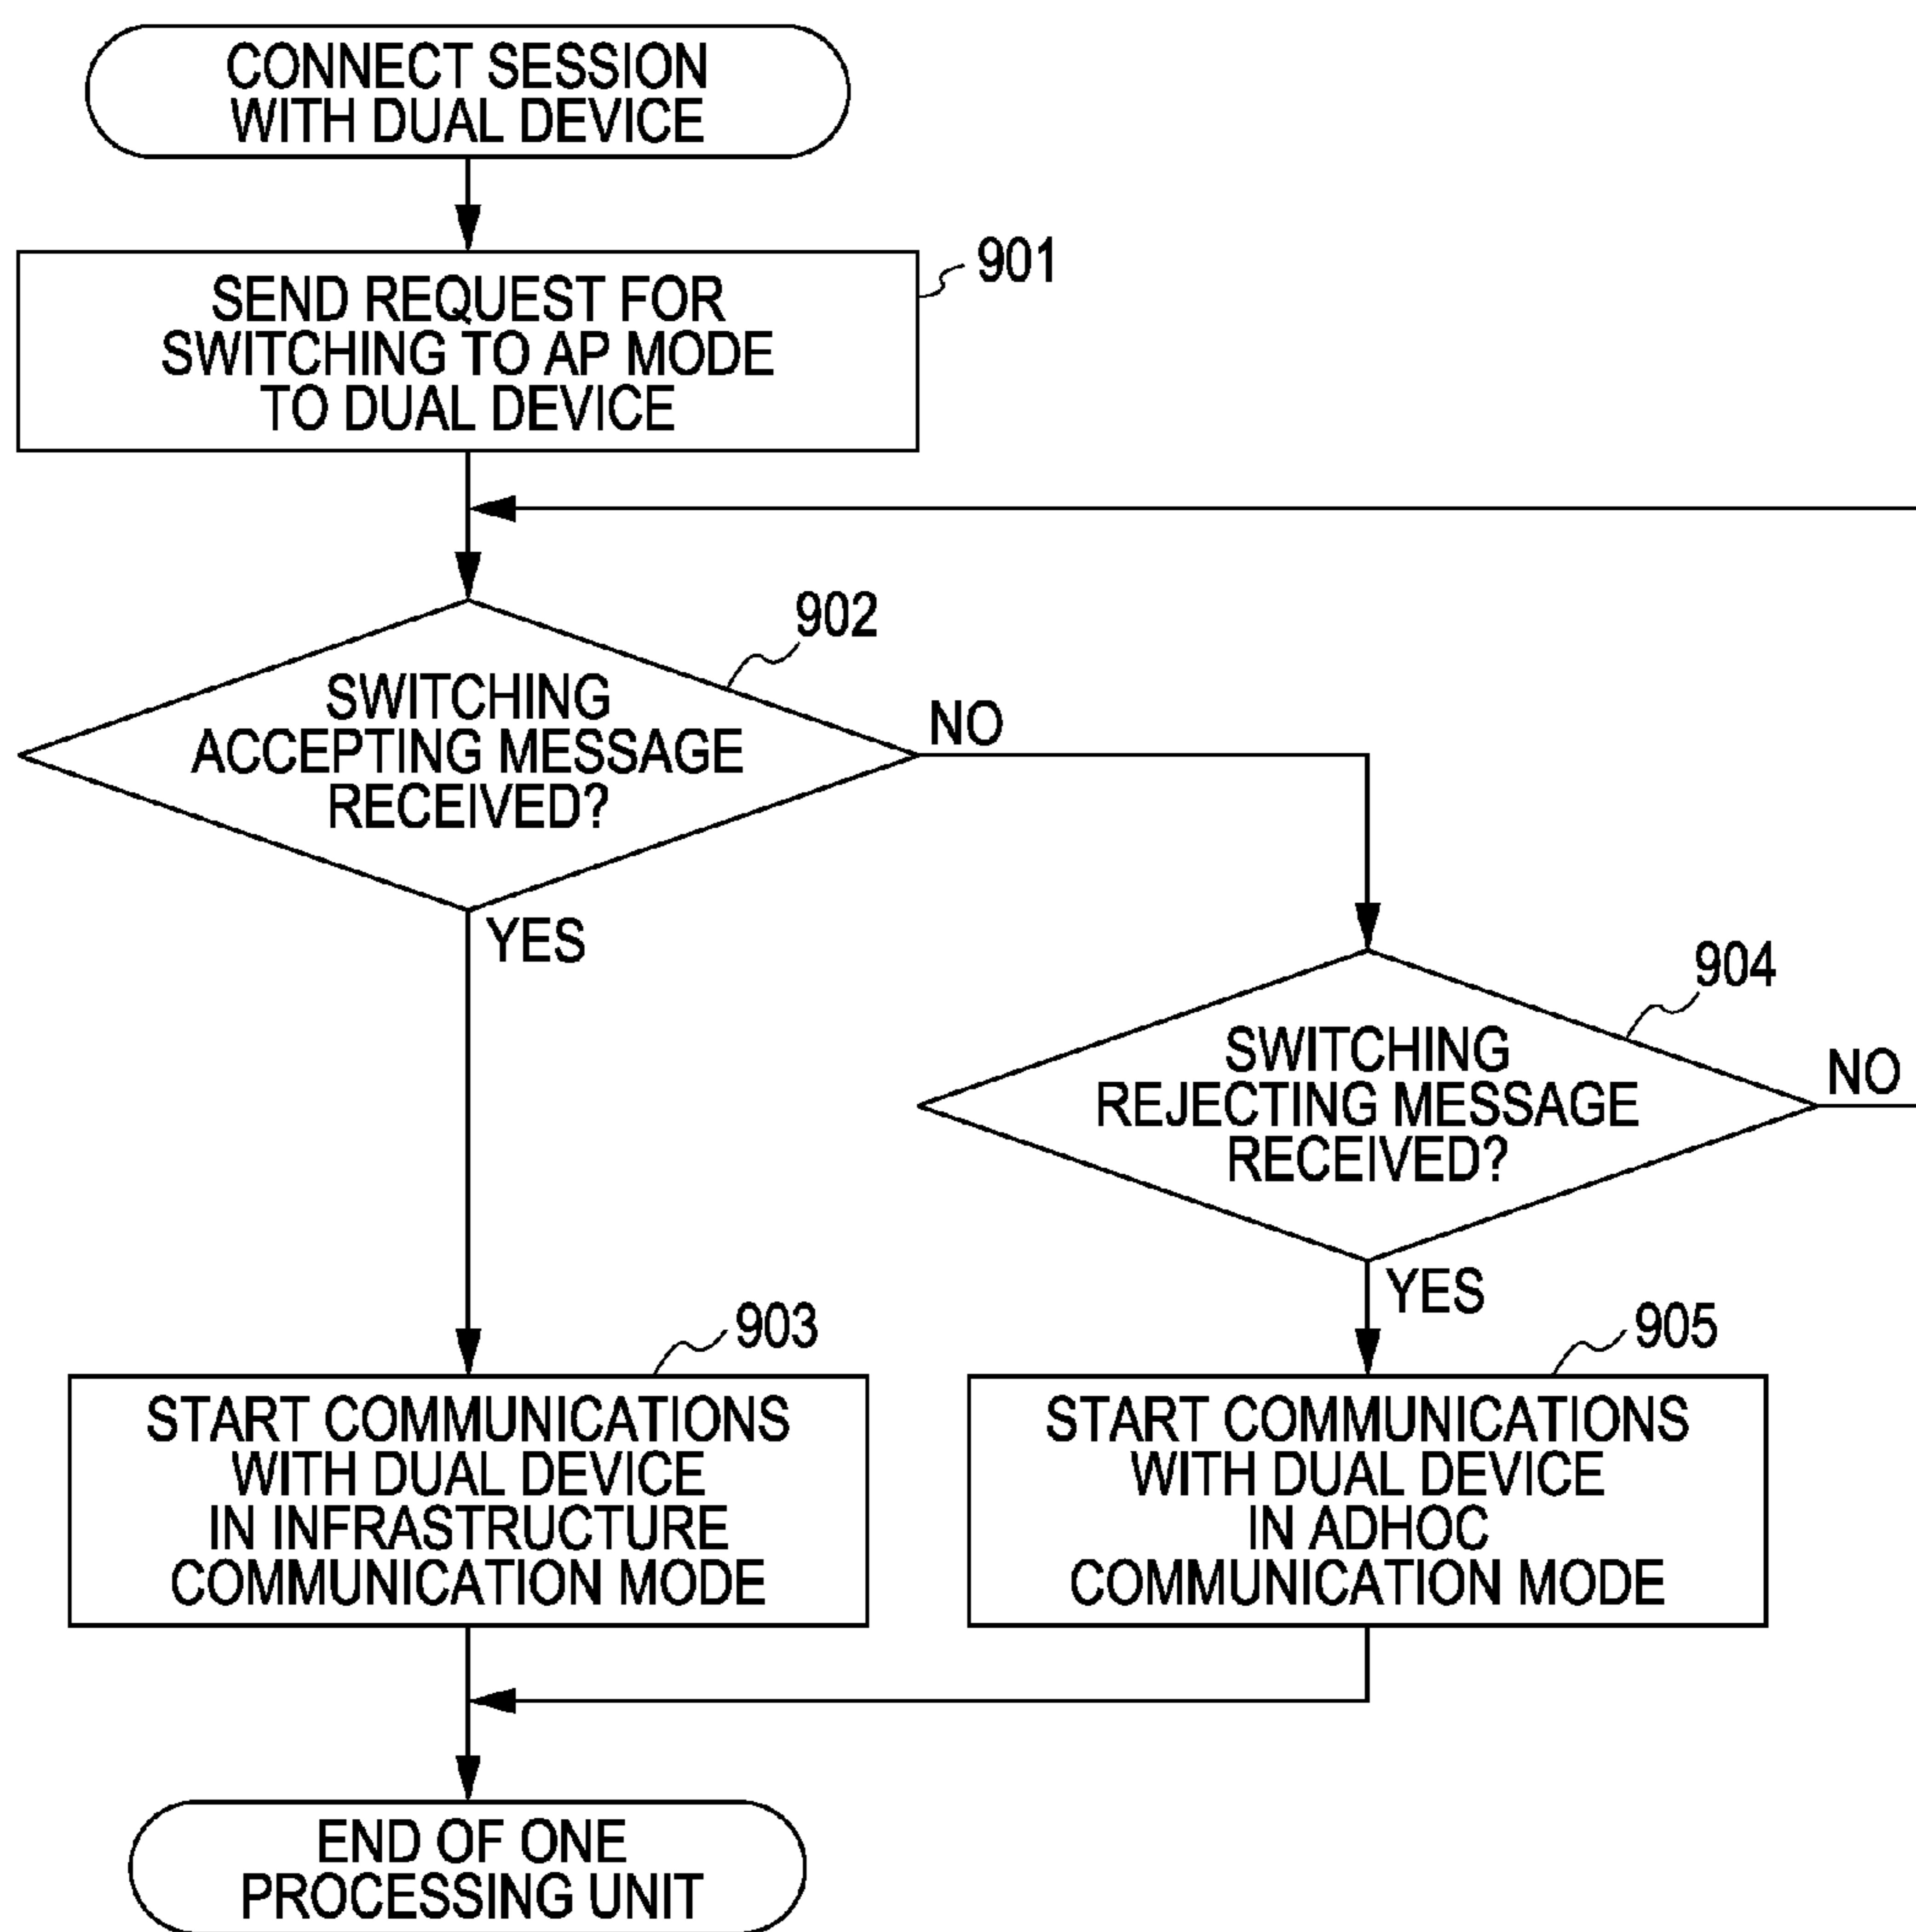 CONNECT SESSION
WITH DUAL DEVICE
901
SEND REQUEST FOR
SWITCHING TO AP MODE
TO DUAL DEVICE
902
SWITCHING
ACCEPTING MESSAGE
RECEIVED?
NO
YES
904
SWITCHING
REJECTING MESSAGE
RECEIVED?
NO
YES
903
START COMMUNICATIONS
WITH DUAL DEVICE
IN INFRASTRUCTURE
COMMUNICATION MODE
905
START COMMUNICATIONS
WITH DUAL DEVICE
IN ADHOC
COMMUNICATION MODE
END OF ONE
PROCESSING UNIT